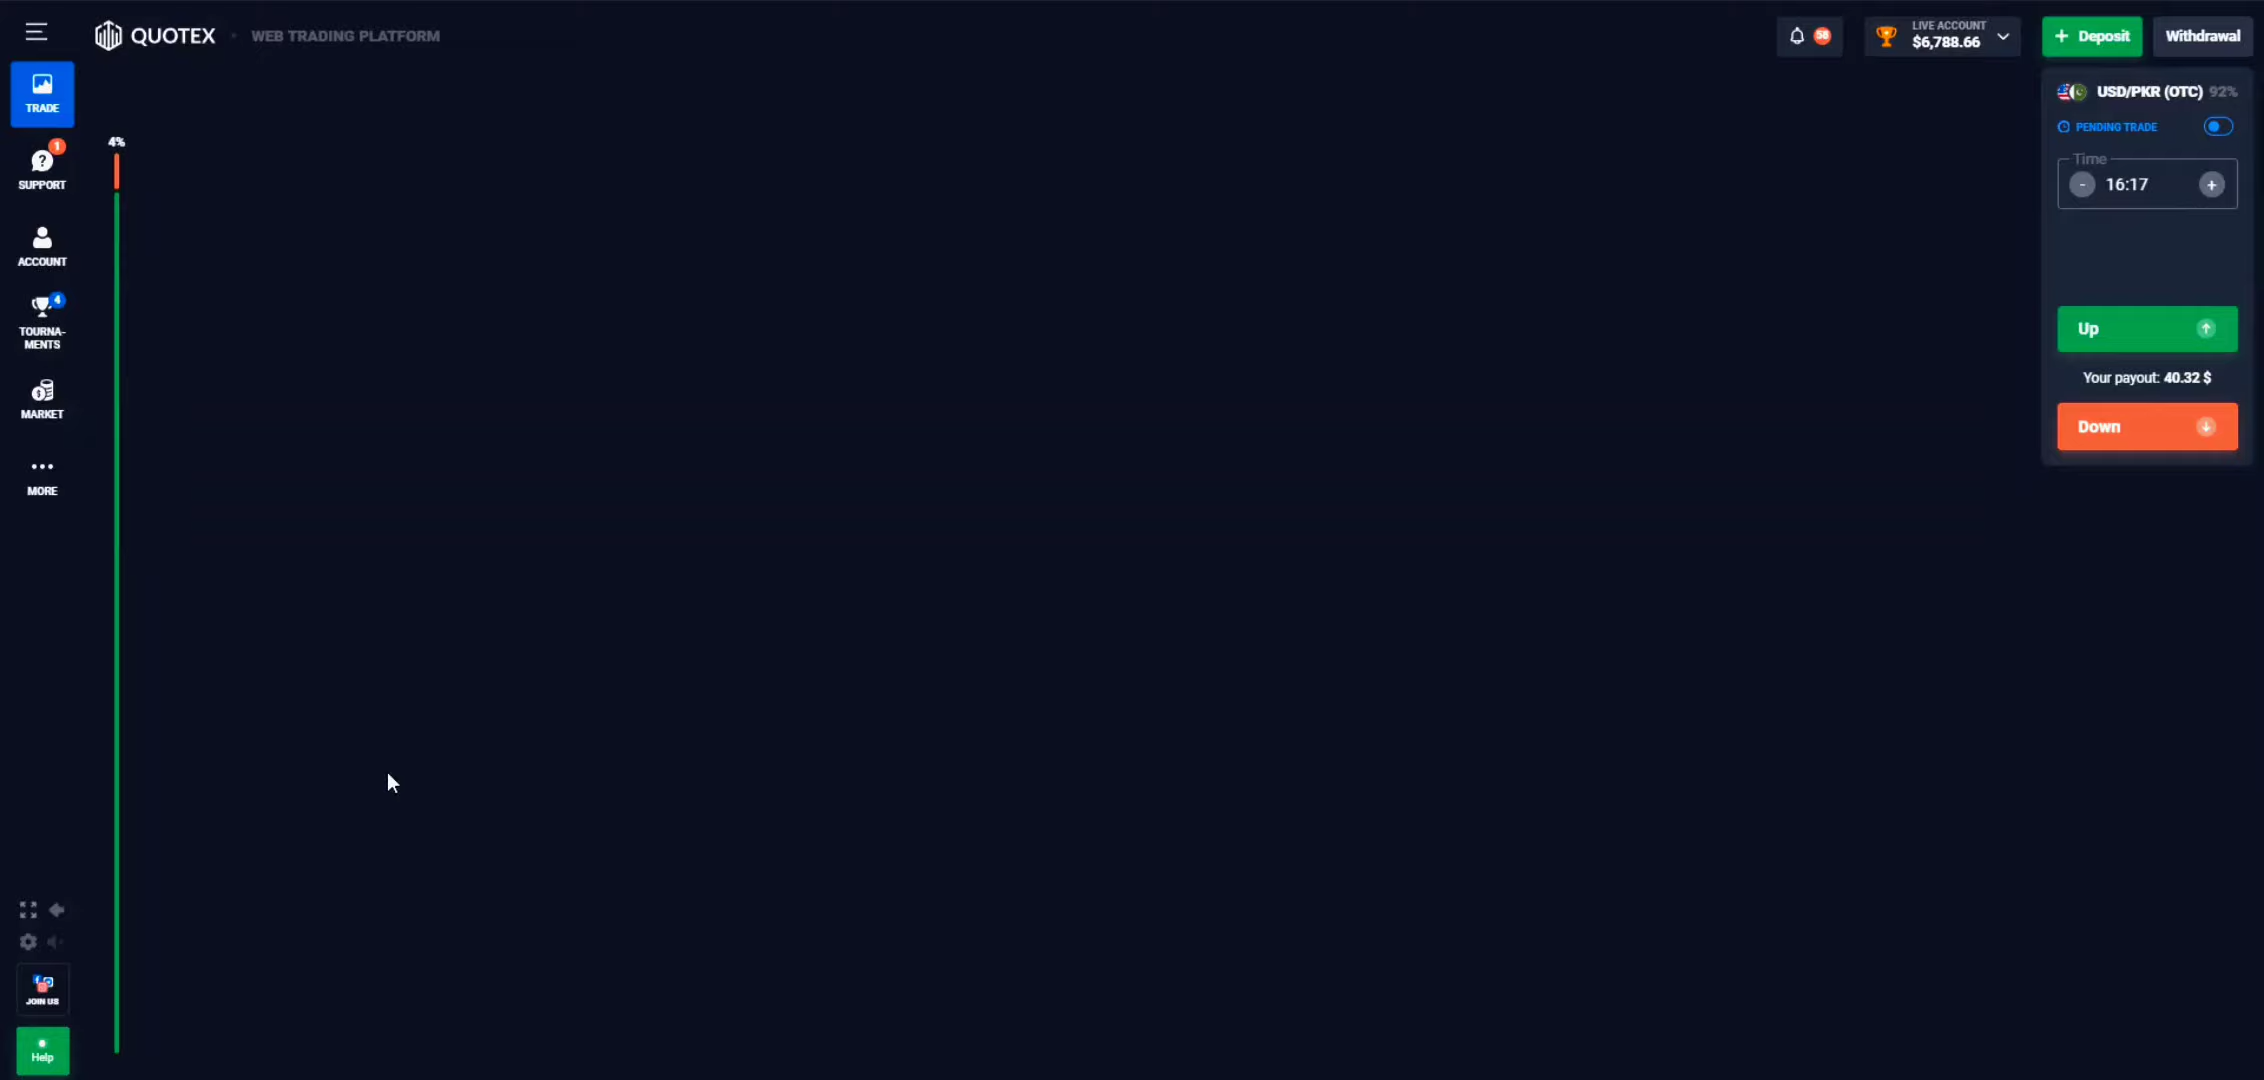 QUOTEX
WEB TRADING PLATFORM
58
LIVE ACCOUNT
$6,788.66
+ Deposit
Withdrawal
TRADE
1
SUPPORT
ACCOUNT
4
TOURNA-
MENTS
MARKET
MORE
JOIN US
Help
4%
USD/PKR (OTC) 92%
PENDING TRADE
Time
- 16:17 +
Up
Your payout: 40.32 $
Down